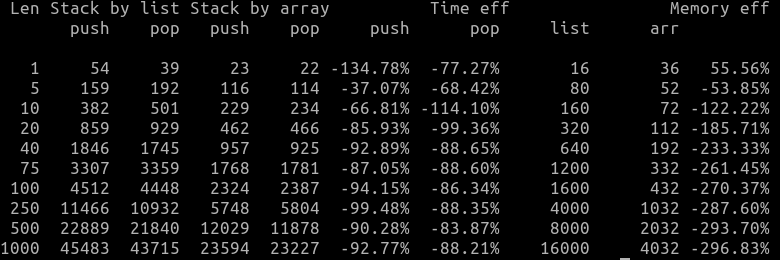 Len Stack by list Stack by array Time eff Memory eff
push pop push pop push pop list arr
1 54 39 23 22 -134.78% -77.27% 16 36 55.56%
5 159 192 116 114 -37.07% -68.42% 80 52 -53.85%
10 382 501 229 234 -66.81% -114.10% 160 72 -122.22%
20 859 929 462 466 -85.93% -99.36% 320 112 -185.71%
40 1846 1745 957 925 -92.89% -88.65% 640 192 -233.33%
75 3307 3359 1768 1781 -87.05% -88.60% 1200 332 -261.45%
100 4512 4448 2324 2387 -94.15% -86.34% 1600 432 -270.37%
250 11466 10932 5748 5804 -99.48% -88.35% 4000 1032 -287.60%
500 22889 21840 12029 11878 -90.28% -83.87% 8000 2032 -293.70%
1000 45483 43715 23594 23227 -92.77% -88.21% 16000 4032 -296.83%